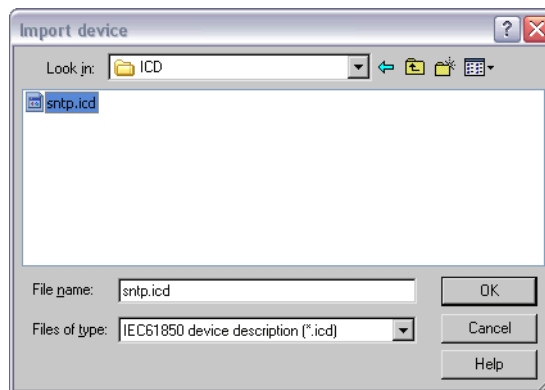 Import device
Look in: ICD
sntp.icd
File name: sntp.icd OK
Files of type: IEC61850 device description (*.icd) Cancel
Help